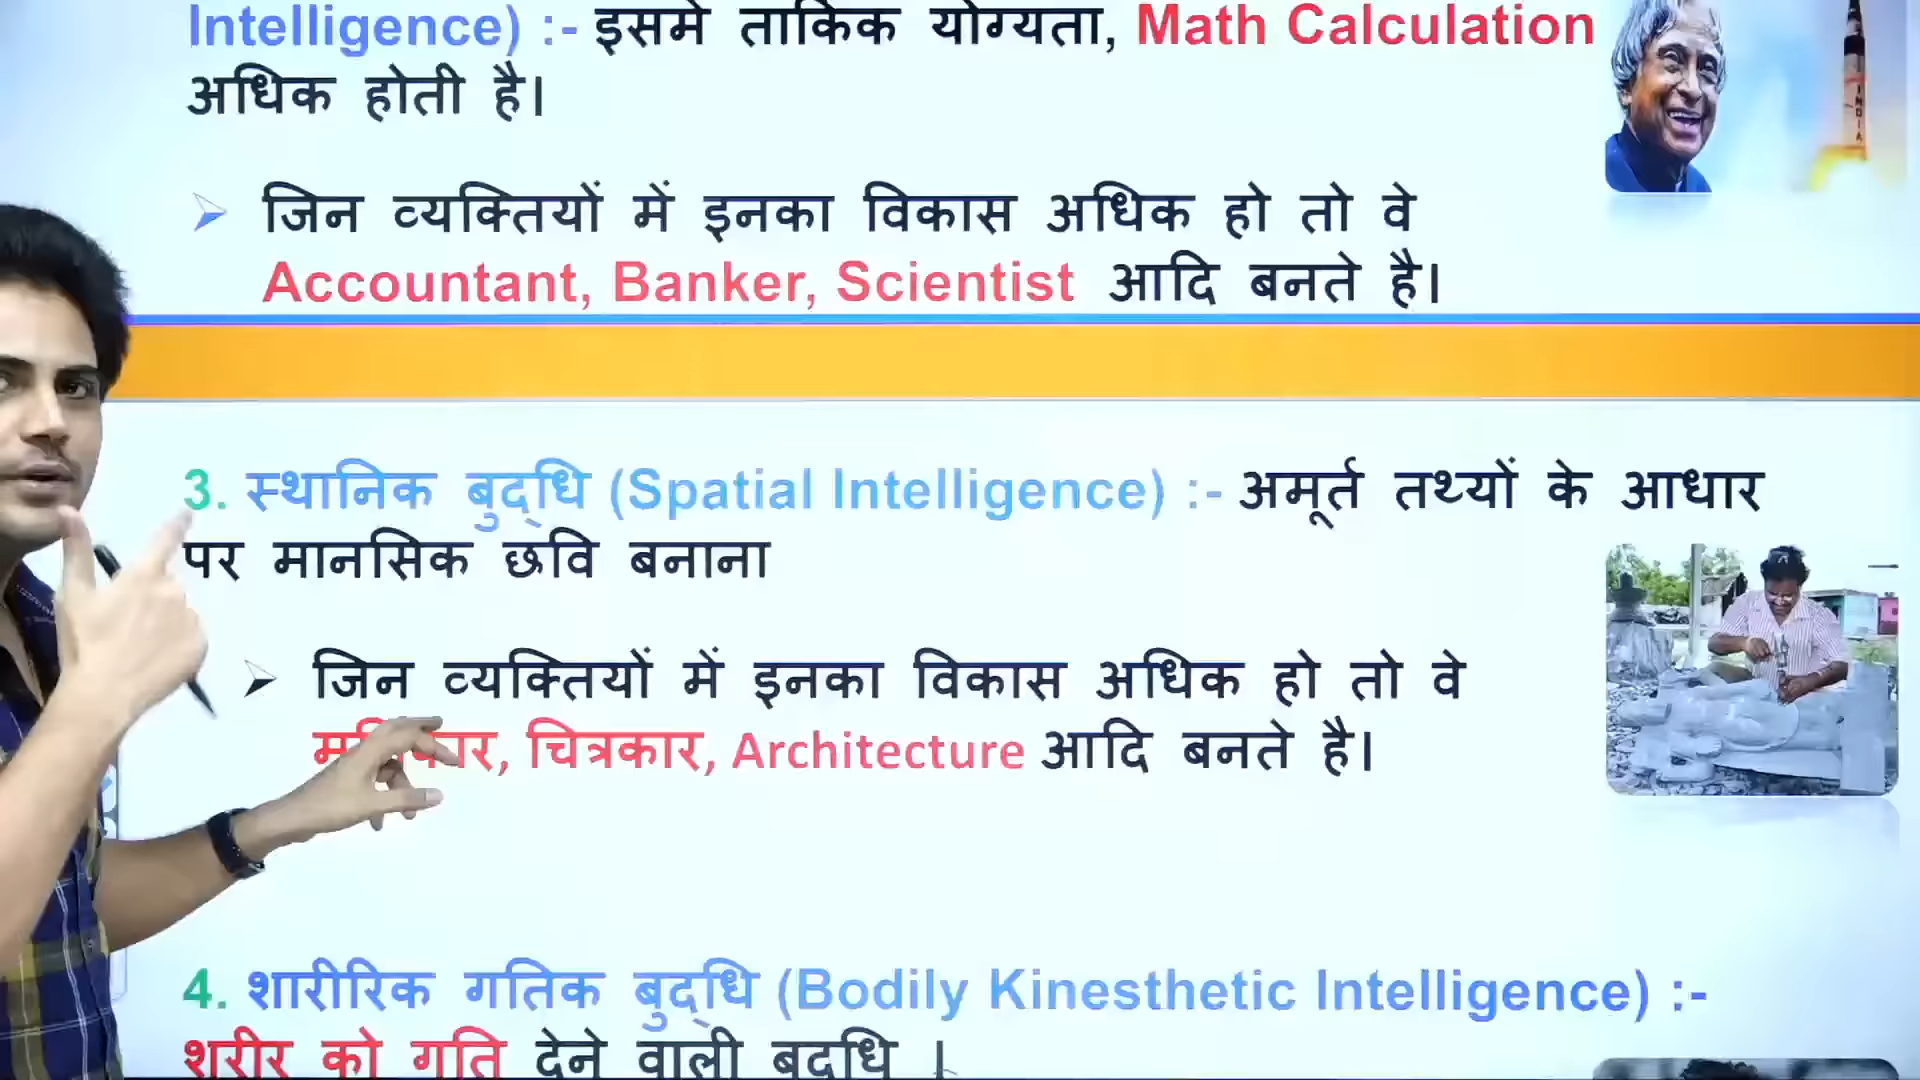 Intelligence) :- इसमें तार्किक योग्यता, Math Calculation
अधिक होती है।
➢ जिन व्यक्तियों में इनका विकास अधिक हो तो वे
Accountant, Banker, Scientist आदि बनते है।
INDIA
3. स्थानिक बुद्धि (Spatial Intelligence) :- अमूर्त तथ्यों के आधार
पर मानसिक छवि बनाना
➢ जिन व्यक्तियों में इनका विकास अधिक हो तो वे
चित्रकार, Architecture आदि बनते है।
4. शारीरिक गतिक बुद्धि (Bodily Kinesthetic Intelligence) :-
शरीर को गति देने वाली बुद्धि ।